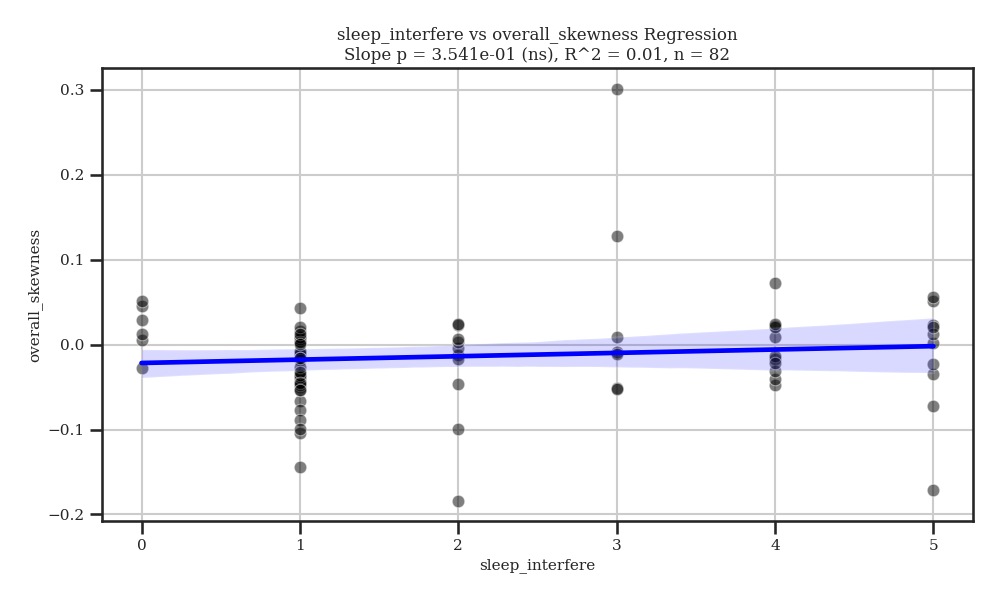 sleep_interfere vs overall_skewness Regression
Slope p = 3.541e-01 (ns), R^2 = 0.01, n = 82
overall_skewness
0.3
0.2
0.1
0.0
−0.1
−0.2
0 1 2 3 4 5
sleep_interfere